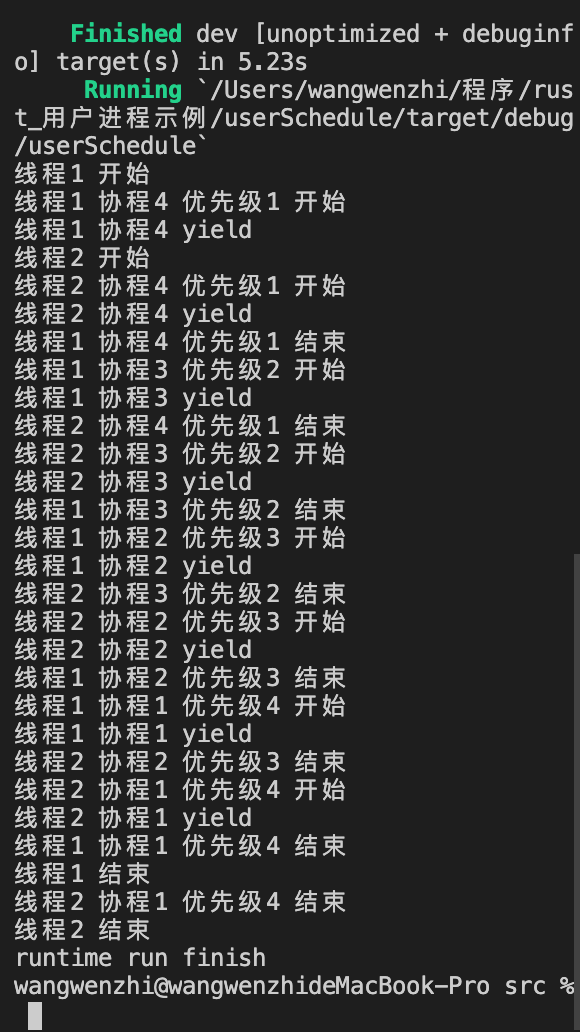 Finished dev [unoptimized + debuginf
o] target(s) in 5.23s
Running `/Users/wangwenzhi/程序/rus
t_用户进程示例/userSchedule/target/debug
/userSchedule`
线程1 开始
线程1 协程4 优先级1 开始
线程1 协程4 yield
线程2 开始
线程2 协程4 优先级1 开始
线程2 协程4 yield
线程1 协程4 优先级1 结束
线程1 协程3 优先级2 开始
线程1 协程3 yield
线程2 协程4 优先级1 结束
线程2 协程3 优先级2 开始
线程2 协程3 yield
线程1 协程3 优先级2 结束
线程1 协程2 优先级3 开始
线程1 协程2 yield
线程2 协程3 优先级2 结束
线程2 协程2 优先级3 开始
线程2 协程2 yield
线程1 协程2 优先级3 结束
线程1 协程1 优先级4 开始
线程1 协程1 yield
线程2 协程2 优先级3 结束
线程2 协程1 优先级4 开始
线程2 协程1 yield
线程1 协程1 优先级4 结束
线程1 结束
线程2 协程1 优先级4 结束
线程2 结束
runtime run finish
wangwenzhi@wangwenzhideMacBook-Pro src %